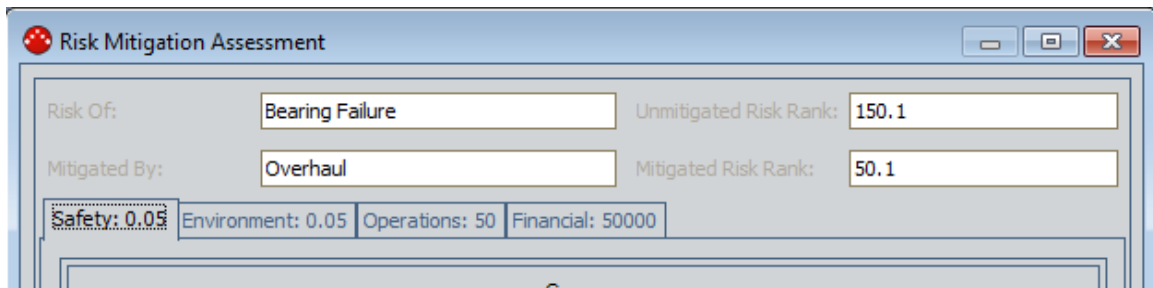 Risk Mitigation Assessment
Risk Of: Bearing Failure Unmitigated Risk Rank: 150.1
Mitigated By: Overhaul Mitigated Risk Rank: 50.1
Safety: 0.05 Environment: 0.05 Operations: 50 Financial: 50000